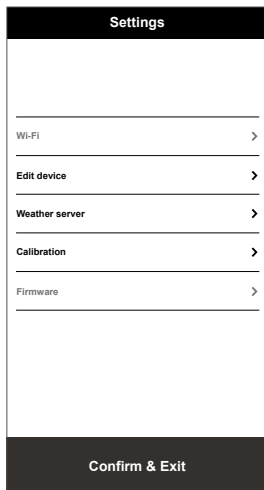 Settings
Wi-Fi
Edit device
Weather server
Calibration
Firmware
Confirm & Exit